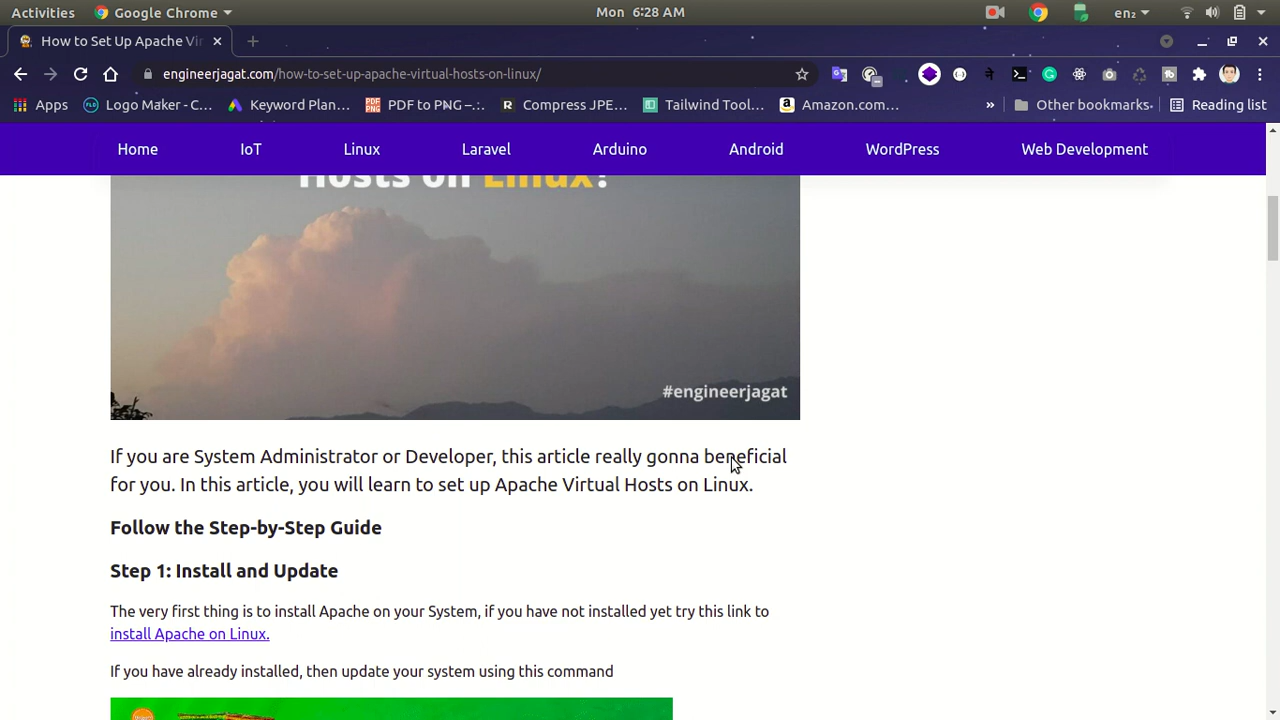 Activities Google Chrome Mon 6:28 AM en₂
How to Set Up Apache Vir
engineerjagat.com/how-to-set-up-apache-virtual-hosts-on-linux/
Apps Logo Maker - C... Keyword Plan... PDF to PNG –... Compress JPE... Tailwind Tool... Amazon.com... » Other bookmarks Reading list
Home IoT Linux Laravel Arduino Android WordPress Web Development
Hosts on Linux?
#engineerjagat
If you are System Administrator or Developer, this article really gonna beneficial
for you. In this article, you will learn to set up Apache Virtual Hosts on Linux.
Follow the Step-by-Step Guide
Step 1: Install and Update
The very first thing is to install Apache on your System, if you have not installed yet try this link to
install Apache on Linux.
If you have already installed, then update your system using this command